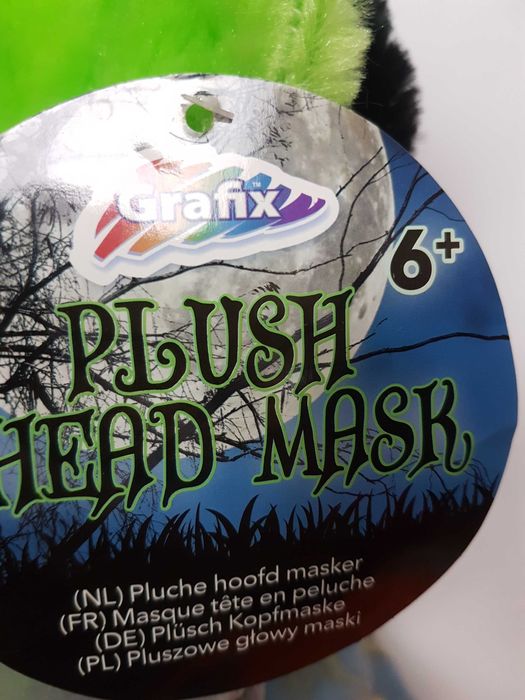 Grafix™
6+
PLUSH
HEAD MASK
(NL) Pluche hoofd masker
(FR) Masque tête en peluche
(DE) Plüsch Kopfmaske
(PL) Pluszowe głowy maski